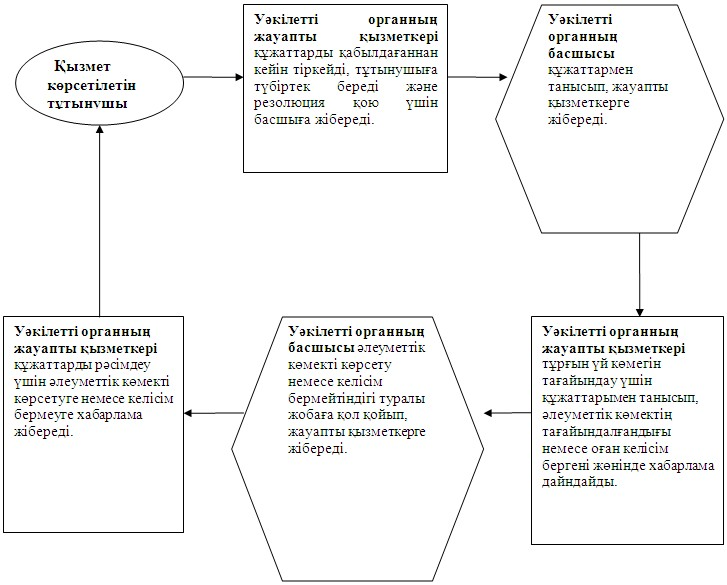 Қызмет
көрсетілетін
тұтынушы
Уәкілетті органның
жауапты қызметкері
құжаттарды қабылдағаннан
кейін тіркейді, тұтынушыға
түбіртек береді және
резолюция қою үшін
басшыға жібереді.
Уәкілетті
органның
басшысы
құжаттармен
танысып, жауапты
қызметкерге
жібереді.
Уәкілетті органның
жауапты қызметкері
тұрғын үй көмегін
тағайындау үшін
құжаттарымен танысып,
әлеуметтік көмектің
тағайындалғандығы
немесе оған келісім
бергені жөнінде хабарлама
дайндайды.
Уәкілетті органның
басшысы әлеуметтік
көмекті көрсету
немесе келісім
бермейтіндігі туралы
жобаға қол қойып,
жауапты қызметкерге
жібереді.
Уәкілетті органның
жауапты қызметкері
құжаттарды рәсімдеу
үшін әлеуметтік көмекті
көрсетуге немесе келісім
бермеуге хабарлама
жібереді.